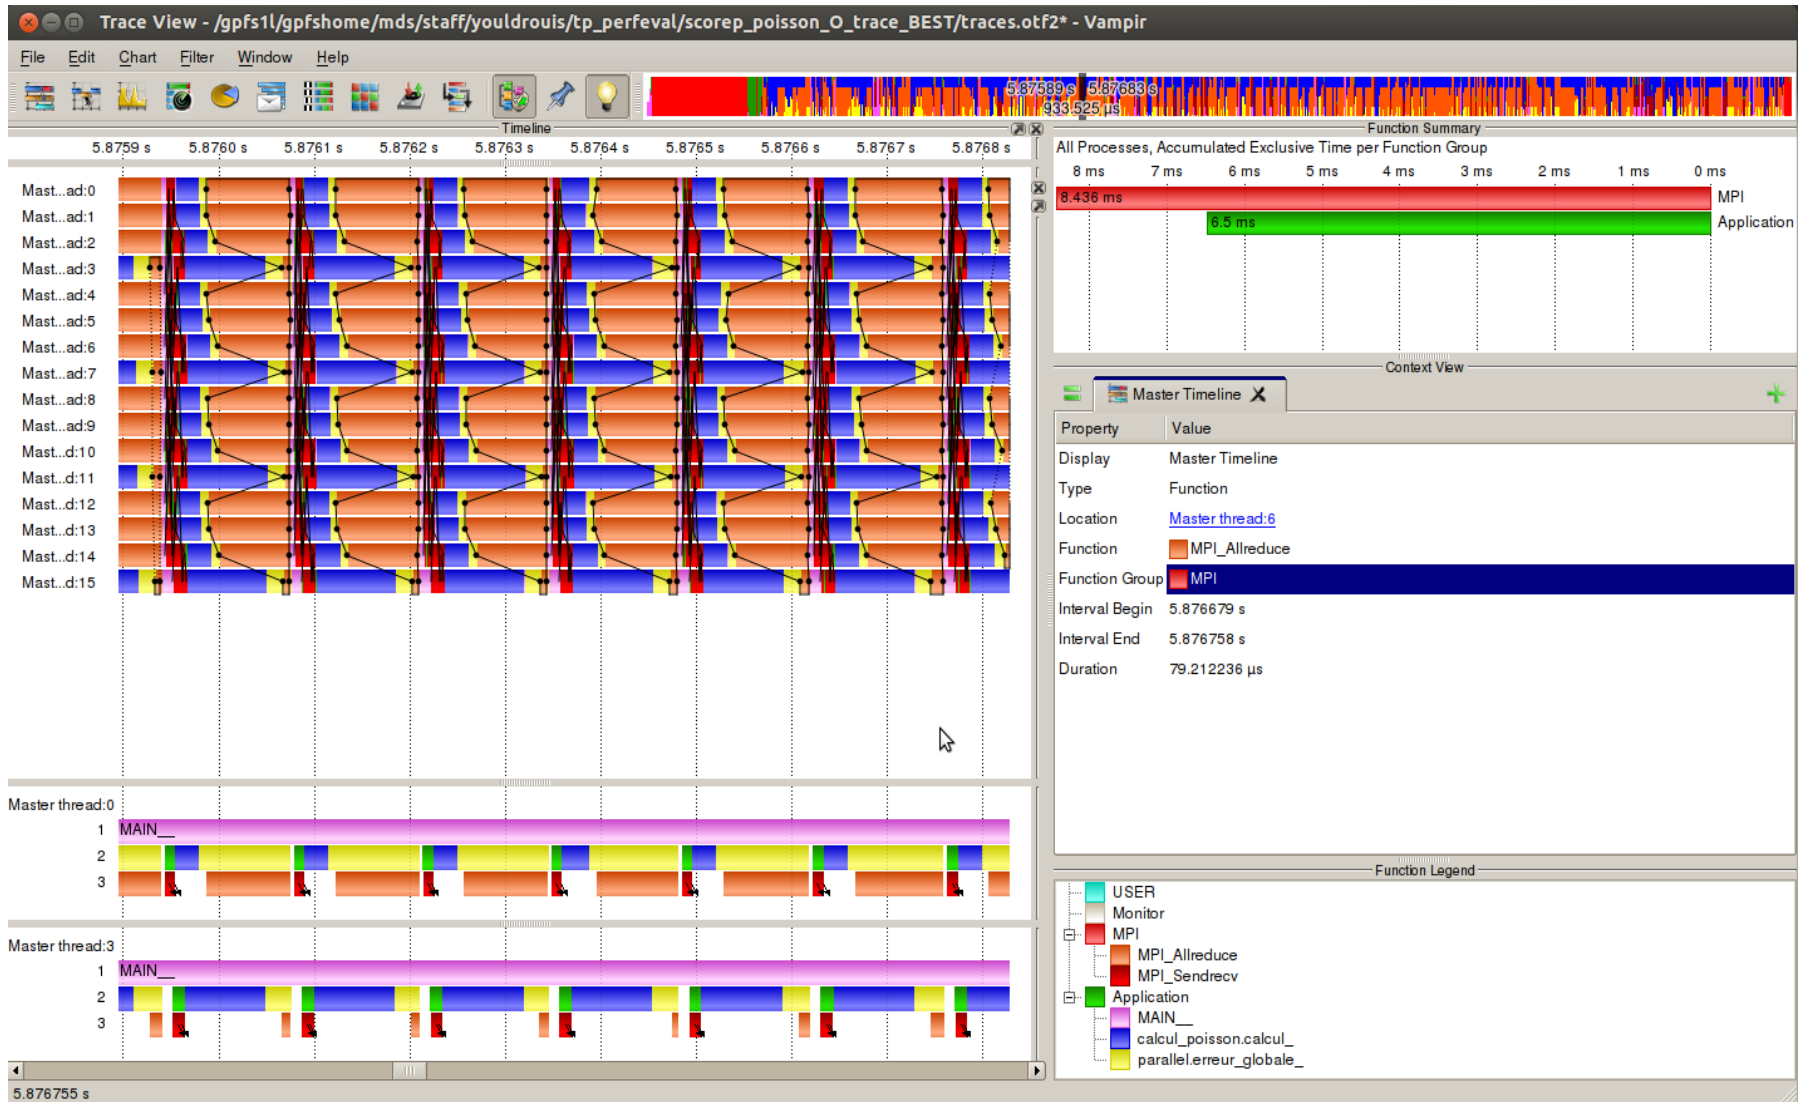 Trace View - /gpfs1l/gpfshome/mds/staff/youldrouis/tp_perfeval/scorep_poisson_O_trace_BEST/traces.otf2* - Vampir
File Edit Chart Filter Window Help
5.87589 s 5.87683 s
933.525 µs
Timeline
5.8759 s 5.8760 s 5.8761 s 5.8762 s 5.8763 s 5.8764 s 5.8765 s 5.8766 s 5.8767 s 5.8768 s
Mast...ad:0
Mast...ad:1
Mast...ad:2
Mast...ad:3
Mast...ad:4
Mast...ad:5
Mast...ad:6
Mast...ad:7
Mast...ad:8
Mast...ad:9
Mast...d:10
Mast...d:11
Mast...d:12
Mast...d:13
Mast...d:14
Mast...d:15
Master thread:0
1 MAIN__
2
3
Master thread:3
1 MAIN__
2
3
5.876755 s
Function Summary
All Processes, Accumulated Exclusive Time per Function Group
8 ms 7 ms 6 ms 5 ms 4 ms 3 ms 2 ms 1 ms 0 ms
8.436 ms MPI
6.5 ms Application
Context View
Master Timeline
Property Value
Display Master Timeline
Type Function
Location Master thread:6
Function MPI_Allreduce
Function Group MPI
Interval Begin 5.876679 s
Interval End 5.876758 s
Duration 79.212236 µs
Function Legend
USER
Monitor
MPI
MPI_Allreduce
MPI_Sendrecv
Application
MAIN__
calcul_poisson.calcul_
parallel.erreur_globale_